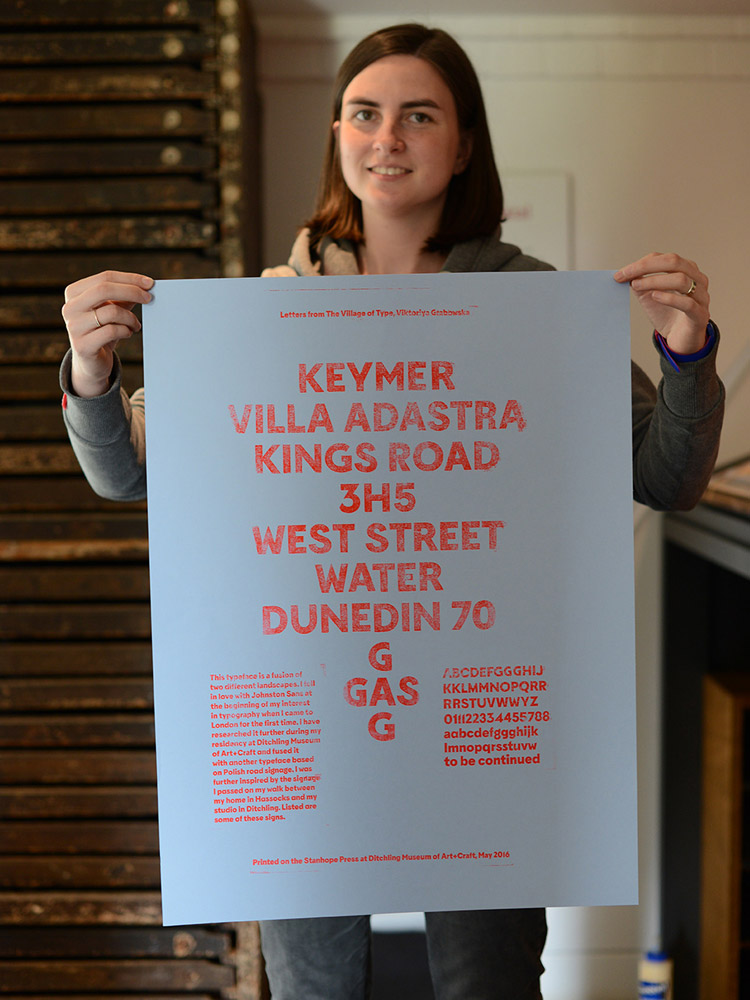 Letters from The Village of Type, Viktoriya Grabowska
KEYMER
VILLA ADASTRA
KINGS ROAD
3H5
WEST STREET
WATER
DUNEDIN 70
G
GAS
G
This typeface is a fusion of
two different landscapes. I fell
in love with Johnston Sans at
the beginning of my interest
in typography when I came to
London for the first time. I have
researched it further during my
residency at Ditchling Museum
of Art+Craft and fused it
with another typeface based
on Polish road signage. I was
further inspired by the signage
I passed on my walk between
my home in Hassocks and my
studio in Ditchling. Listed are
some of these signs.
ABCDEFGGGHIJ
KKLMMNOPQRR
RRSTUVWWYZ
011122334455788
aabcdefggghijk
lmnopqrsstuvw
to be continued
Printed on the Stanhope Press at Ditchling Museum of Art+Craft, May 2016